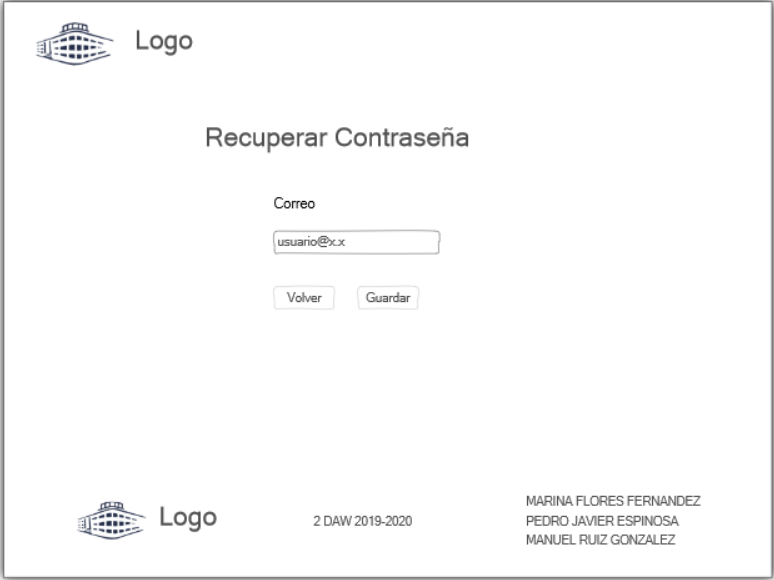 Logo
Recuperar Contraseña
Correo
usuario@x.x
Volver Guardar
Logo
2 DAW 2019-2020
MARINA FLORES FERNANDEZ
PEDRO JAVIER ESPINOSA
MANUEL RUIZ GONZALEZ